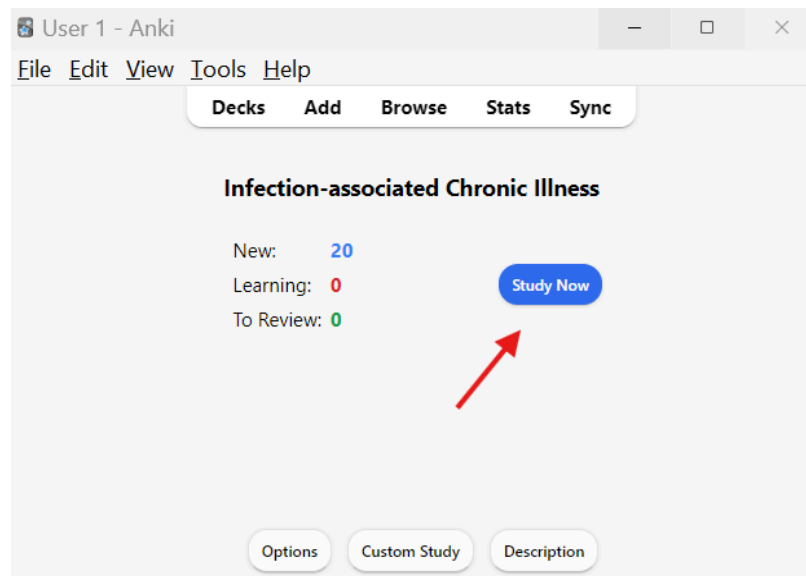 User 1 - Anki
File Edit View Tools Help
Decks Add Browse Stats Sync
Infection-associated Chronic Illness
New: 20
Learning: 0
Study Now
To Review: 0
Options Custom Study Description